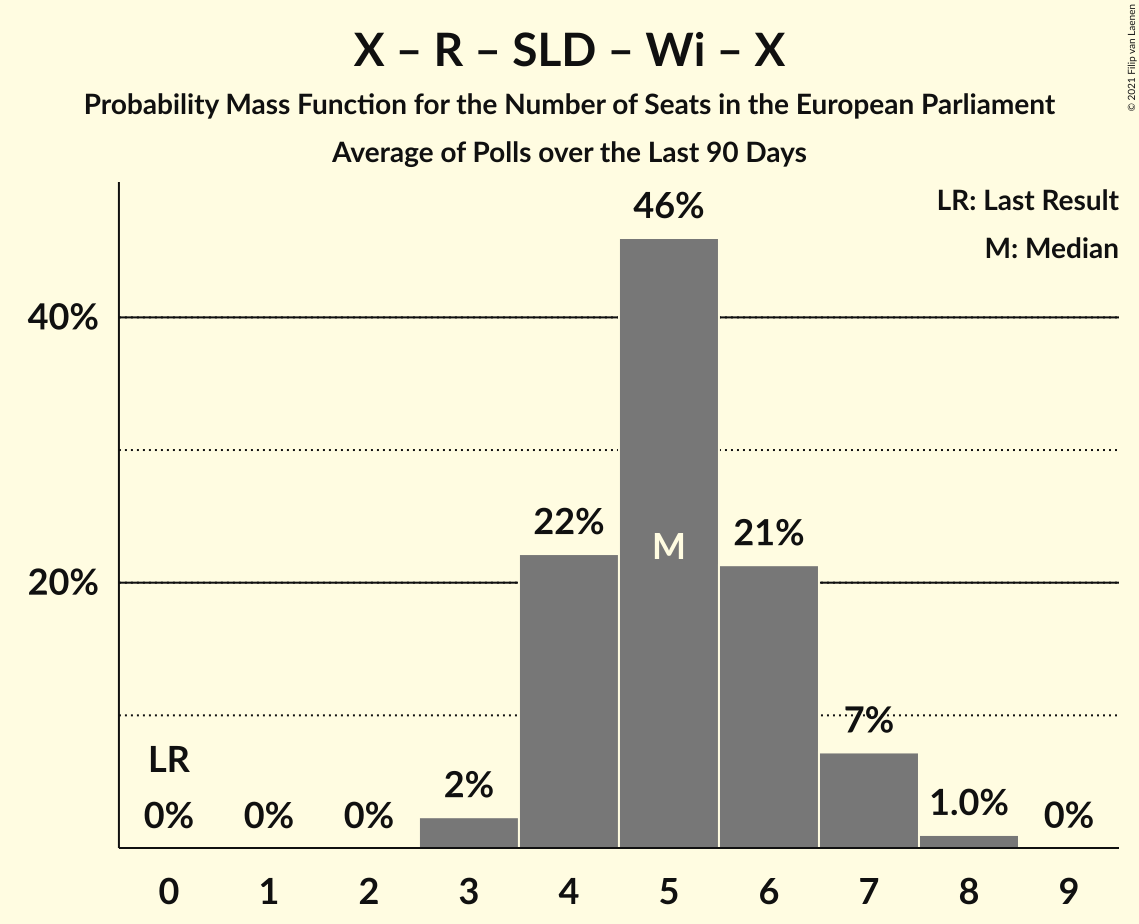 X – R – SLD – Wi – X
Probability Mass Function for the Number of Seats in the European Parliament
Average of Polls over the Last 90 Days
© 2021 Filip van Laenen
LR: Last Result
M: Median
46%
40%
22%
21%
M
20%
7%
LR
2%
1.0%
0% 0% 0% 0%
0 1 2 3 4 5 6 7 8 9